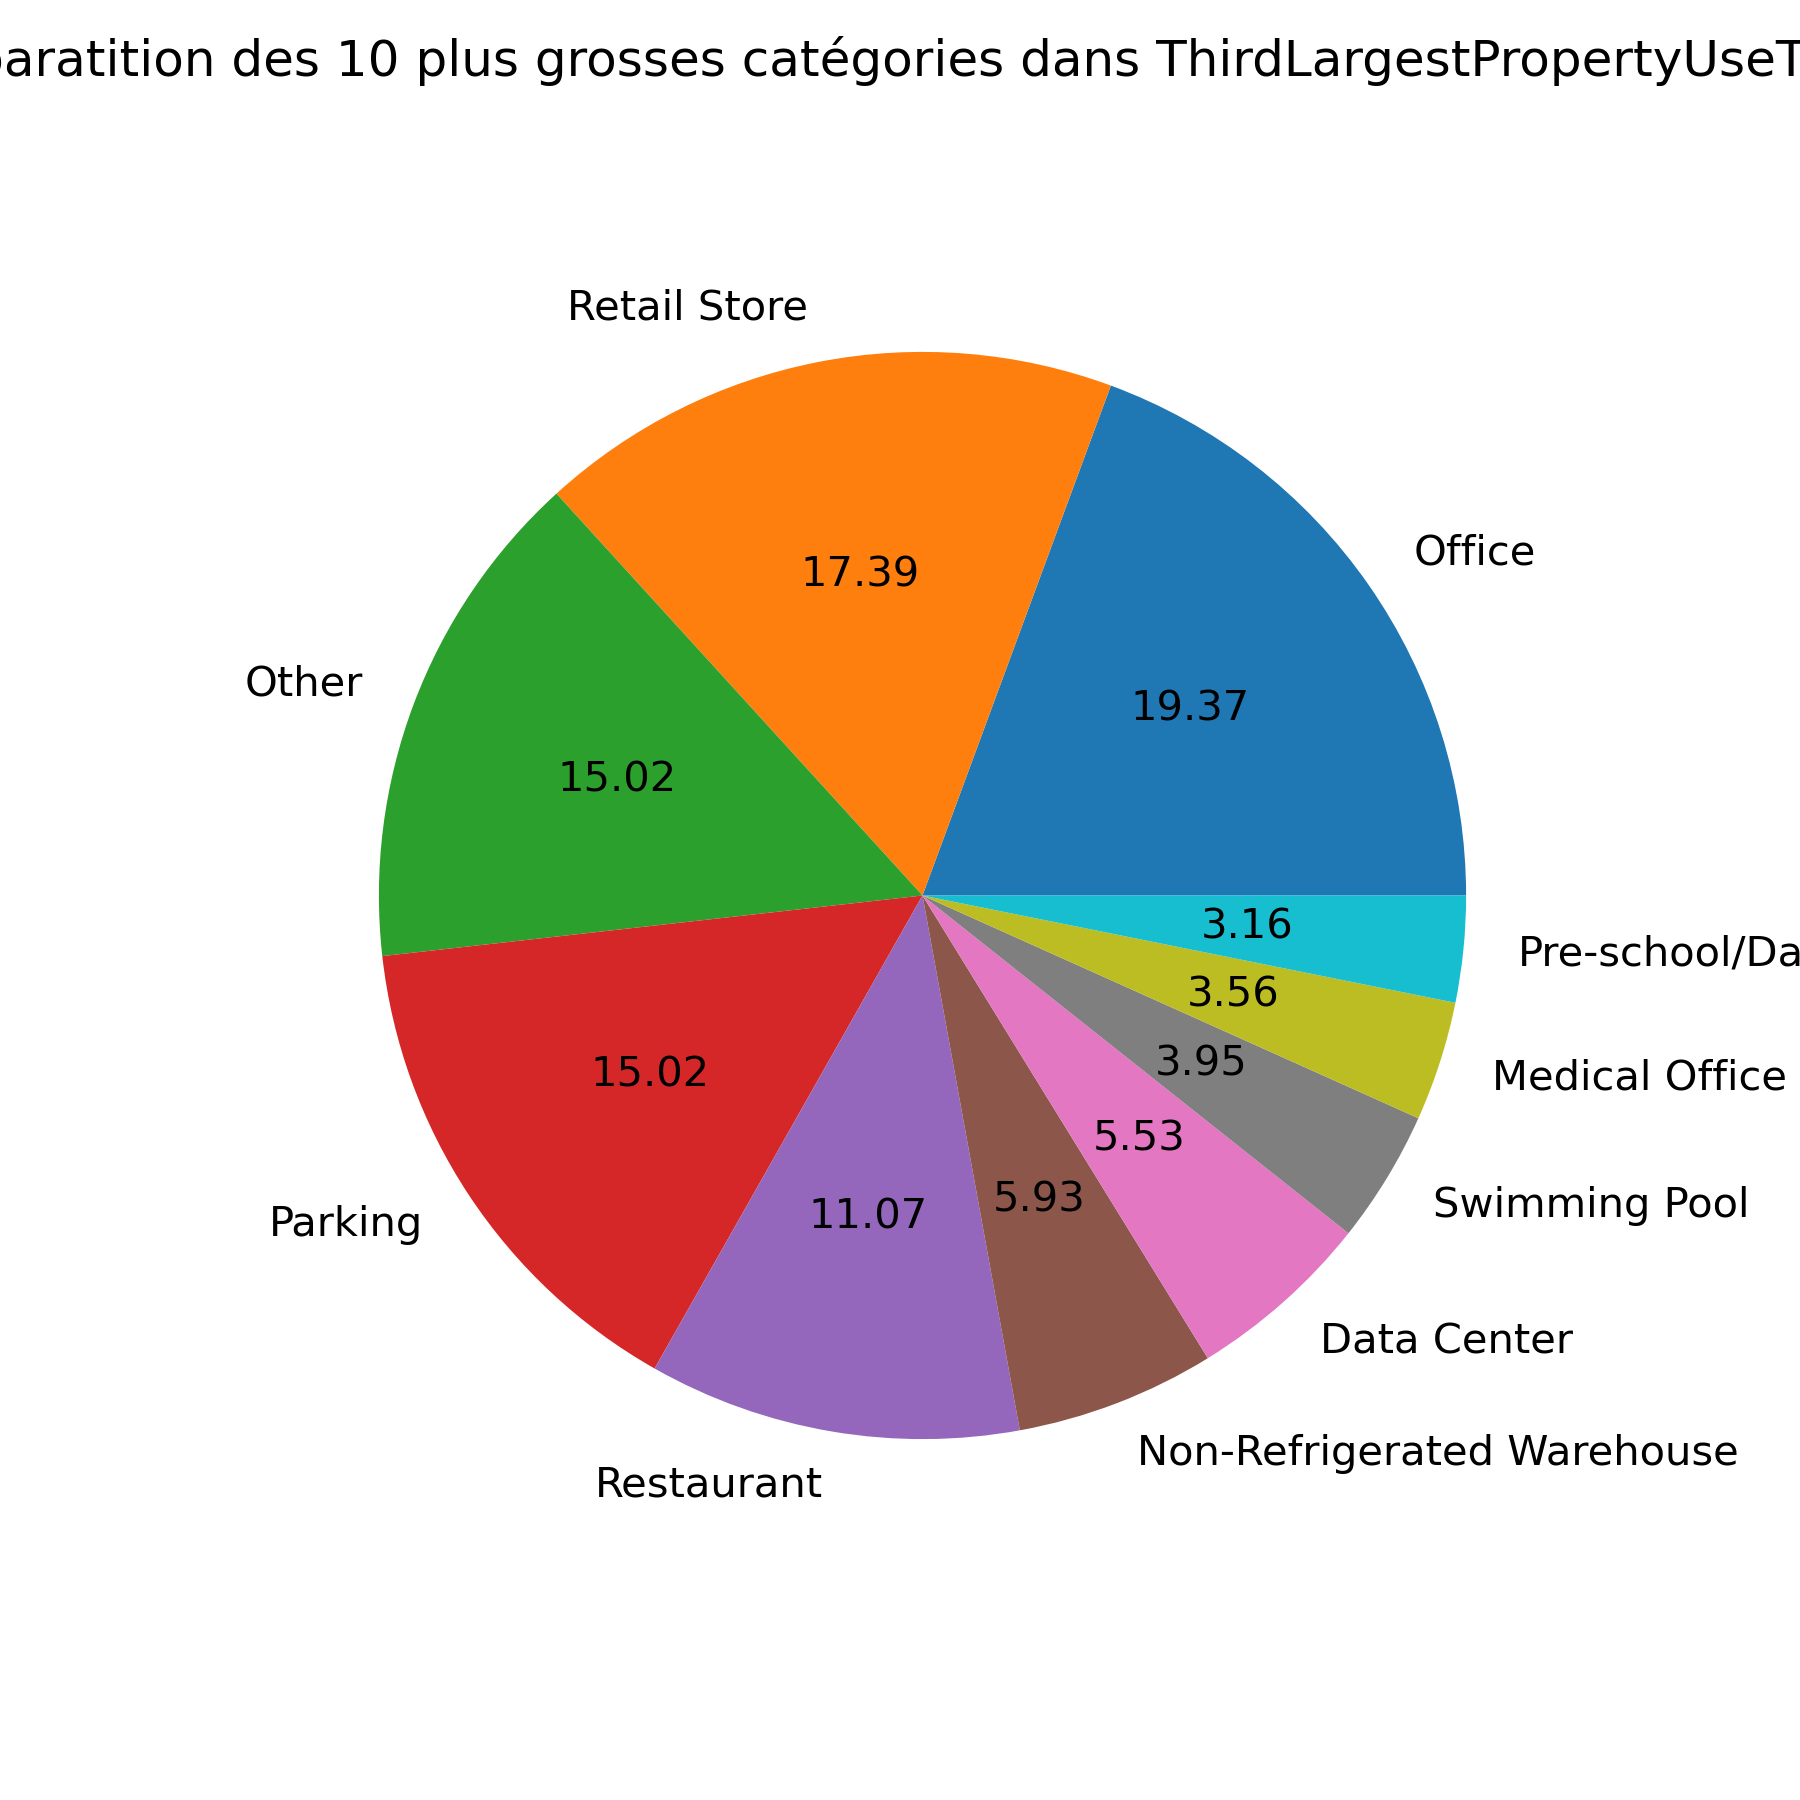 des 10 plus grosses catégories dans
Retail Store
Office
17.39
Other
19.37
15.02
3.16
Pre-school/Da
3.56
15.02
3.95
Medical Office
5.53
Parking
11.07
5.93
Swimming Pool
Data Center
Non-Refrigerated Warehouse
Restaurant